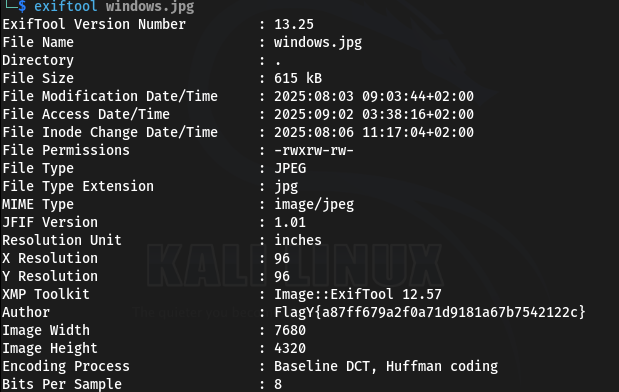 $ exiftool windows.jpg
ExifTool Version Number : 13.25
File Name : windows.jpg
Directory : .
File Size : 615 kB
File Modification Date/Time : 2025:08:03 09:03:44+02:00
File Access Date/Time : 2025:09:02 03:38:16+02:00
File Inode Change Date/Time : 2025:08:06 11:17:04+02:00
File Permissions : -rwxrw-rw-
File Type : JPEG
File Type Extension : jpg
MIME Type : image/jpeg
JFIF Version : 1.01
Resolution Unit : inches
X Resolution : 96
Y Resolution : 96
KALI LINUX
XMP Toolkit : Image::ExifTool 12.57
Author : FlagY{a87ff679a2f0a71d9181a67b7542122c}
Image Width : 7680
Image Height : 4320
Encoding Process : Baseline DCT, Huffman coding
Bits Per Sample : 8